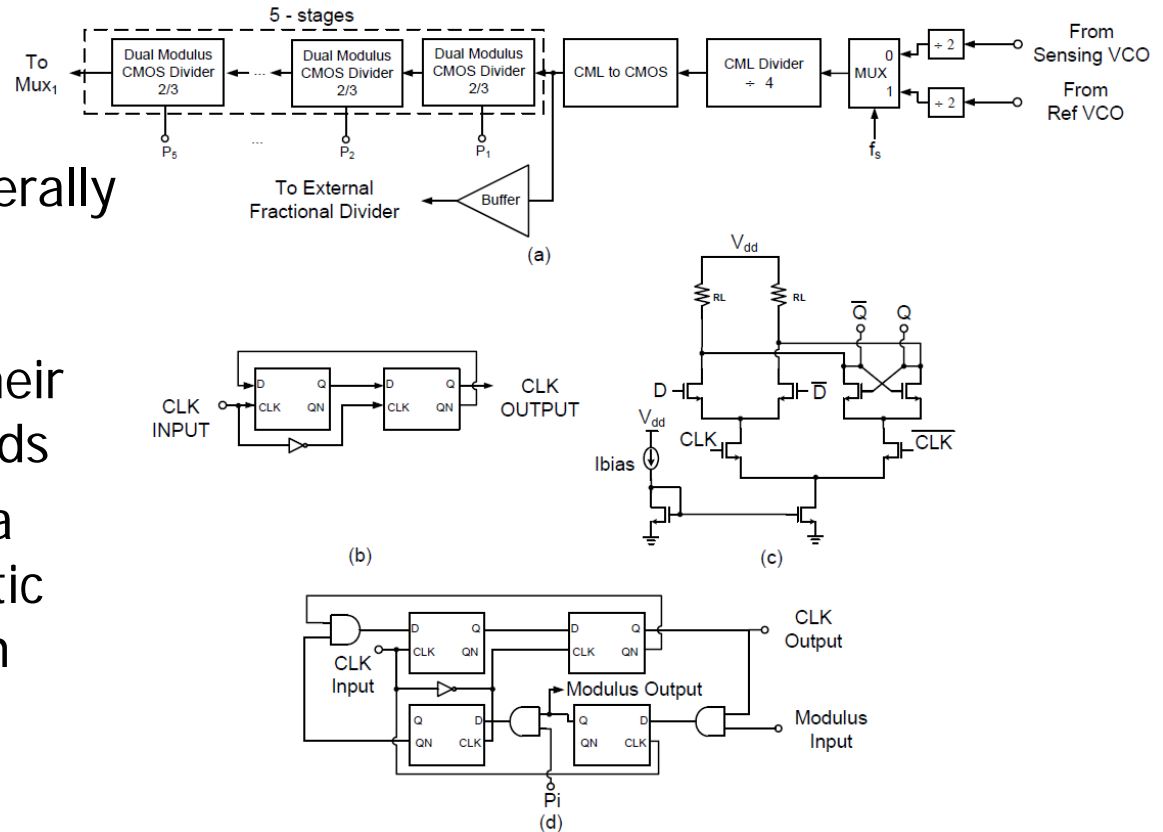 5 - stages
To
Mux1
Dual Modulus
CMOS Divider
2/3
...
Dual Modulus
CMOS Divider
2/3
Dual Modulus
CMOS Divider
2/3
CML to CMOS
CML Divider
÷ 4
0
MUX
1
÷ 2
÷ 2
From
Sensing VCO
From
Ref VCO
P5
...
P2
P1
fs
To External
Fractional Divider
Buffer
(a)
erally
neir
ds
a
tic
n
CLK
INPUT
D
Q
CLK
QN
D
Q
CLK
QN
CLK
OUTPUT
(b)
Vdd
RL
RL
Q̅
Q
D
D̅
Vdd
CLK
C̅L̅K̅
Ibias
(c)
D
Q
CLK
QN
D
Q
CLK
QN
CLK
Output
CLK
Input
Modulus Output
Q
D
QN
CLK
Q
D
QN
CLK
Modulus
Input
Pi
(d)